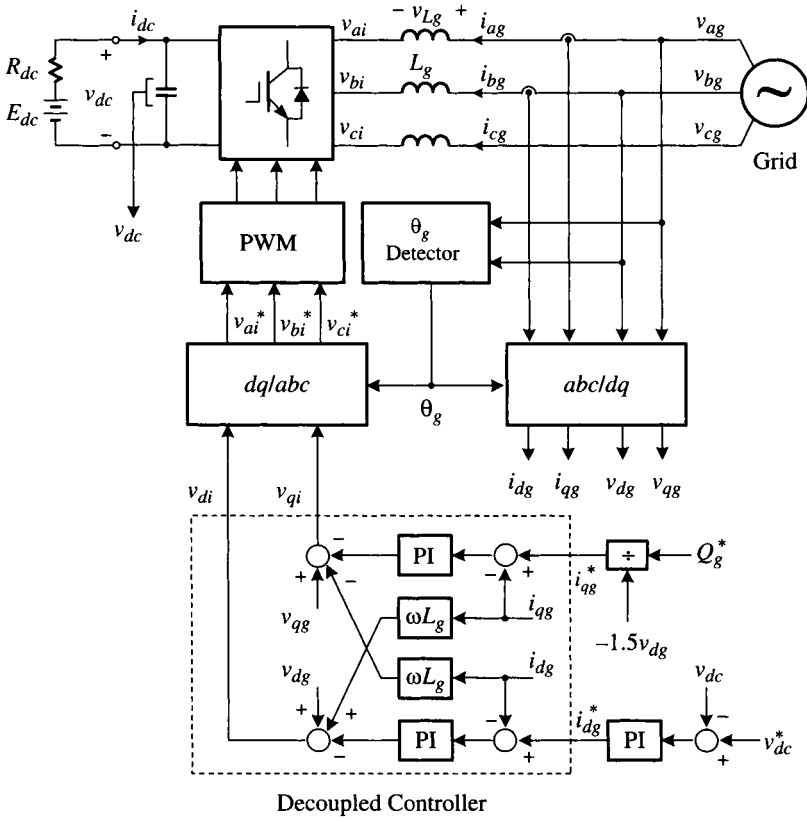 i_dc
v_ai
− v_Lg +
i_ag
v_ag
+
R_dc
v_dc
E_dc
−
v_bi
L_g
i_bg
v_bg
~
v_ci
i_cg
v_cg
Grid
v_dc
PWM
θ_g
Detector
v_ai*
v_bi*
v_ci*
dq/abc
θ_g
abc/dq
i_dg
i_qg
v_dg
v_qg
v_di
v_qi
−
PI
+
−
i_qg*
÷
Q_g*
+
−
v_qg
ωL_g
i_qg
−1.5v_dg
v_dg
ωL_g
i_dg
v_dc
+
+
−
PI
−
+
i_dg*
PI
−
+
v_dc*
Decoupled Controller